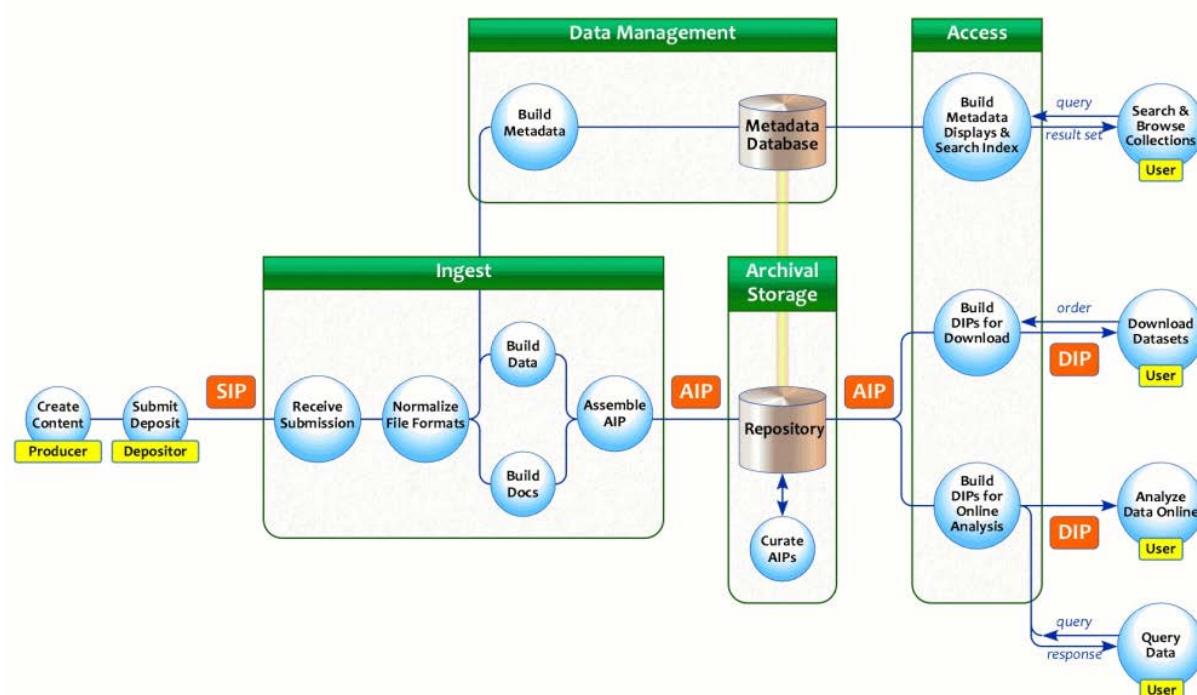 Data Management
Access
Build
Metadata
Metadata
Database
Build
Metadata
Displays &
Search Index
query
result set
Search &
Browse
Collections
User
Ingest
Archival
Storage
Build
Data
Build
DIPs for
Download
order
DIP
Download
Datasets
User
Create
Content
Producer
Submit
Deposit
Depositor
SIP
Receive
Submission
Normalize
File Formats
Assemble
AIP
AIP
Repository
AIP
Build
Docs
Curate
AIPs
Build
DIPs for
Online
Analysis
DIP
Analyze
Data Online
User
query
response
Query
Data
User